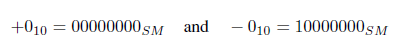 +0₁₀ = 00000000_SM and − 0₁₀ = 10000000_SM